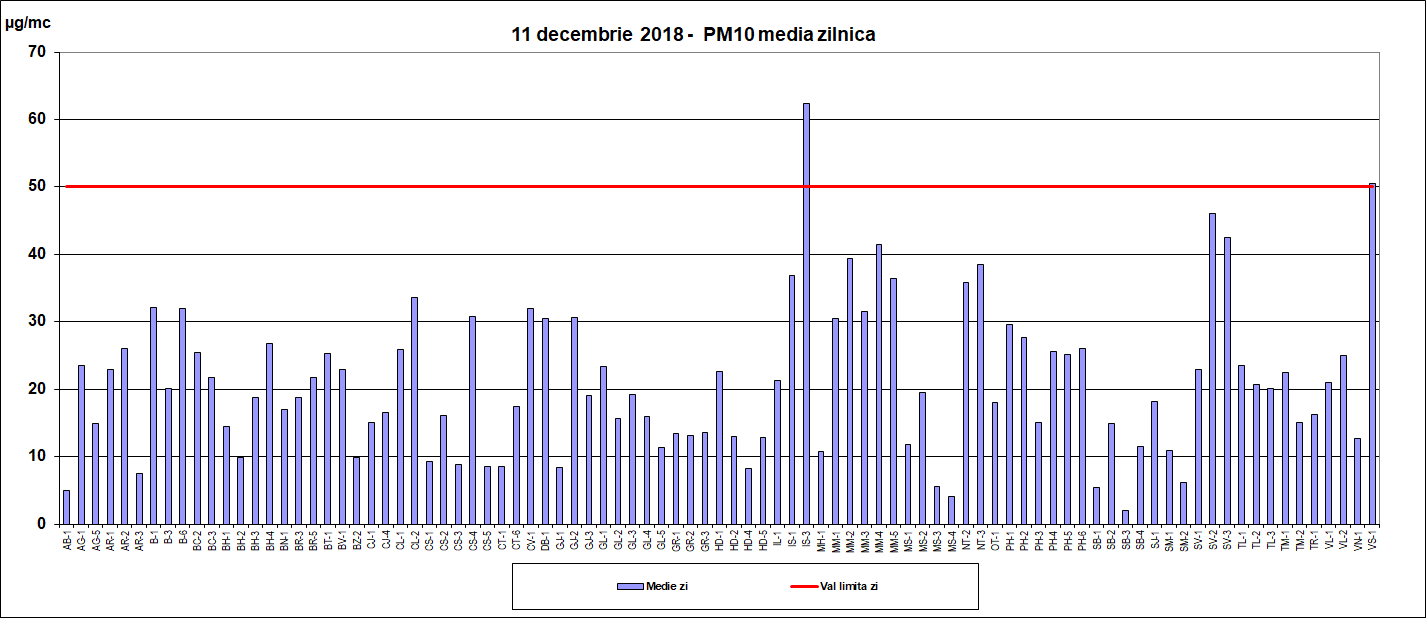 µg/mc
11 decembrie 2018 - PM10 media zilnica
70
60
50
40
30
20
10
0
AB-1 AG-1 AG-5 AR-1 AR-2 AR-3 B-1 B-3 B-6 BC-2 BC-3 BH-1 BH-2 BH-3 BH-4 BN-1 BR-3 BR-5 BT-1 BV-1 BZ-2 CJ-1 CJ-4 CL-1 CL-2 CS-1 CS-2 CS-3 CS-4 CS-5 CT-1 CT-6 CV-1 DB-1 GJ-1 GJ-2 GJ-3 GL-1 GL-2 GL-3 GL-4 GL-5 GR-1 GR-2 GR-3 HD-1 HD-2 HD-4 HD-5 IL-1 IS-1 IS-3 MH-1 MM-1 MM-2 MM-3 MM-4 MM-5 MS-1 MS-2 MS-3 MS-4 NT-2 NT-3 OT-1 PH-1 PH-2 PH-3 PH-4 PH-5 PH-6 SB-1 SB-2 SB-3 SB-4 SJ-1 SM-1 SM-2 SV-1 SV-2 SV-3 TL-1 TL-2 TL-3 TM-1 TM-2 TR-1 VL-1 VL-2 VN-1 VS-1
Medie zi
Val limita zi